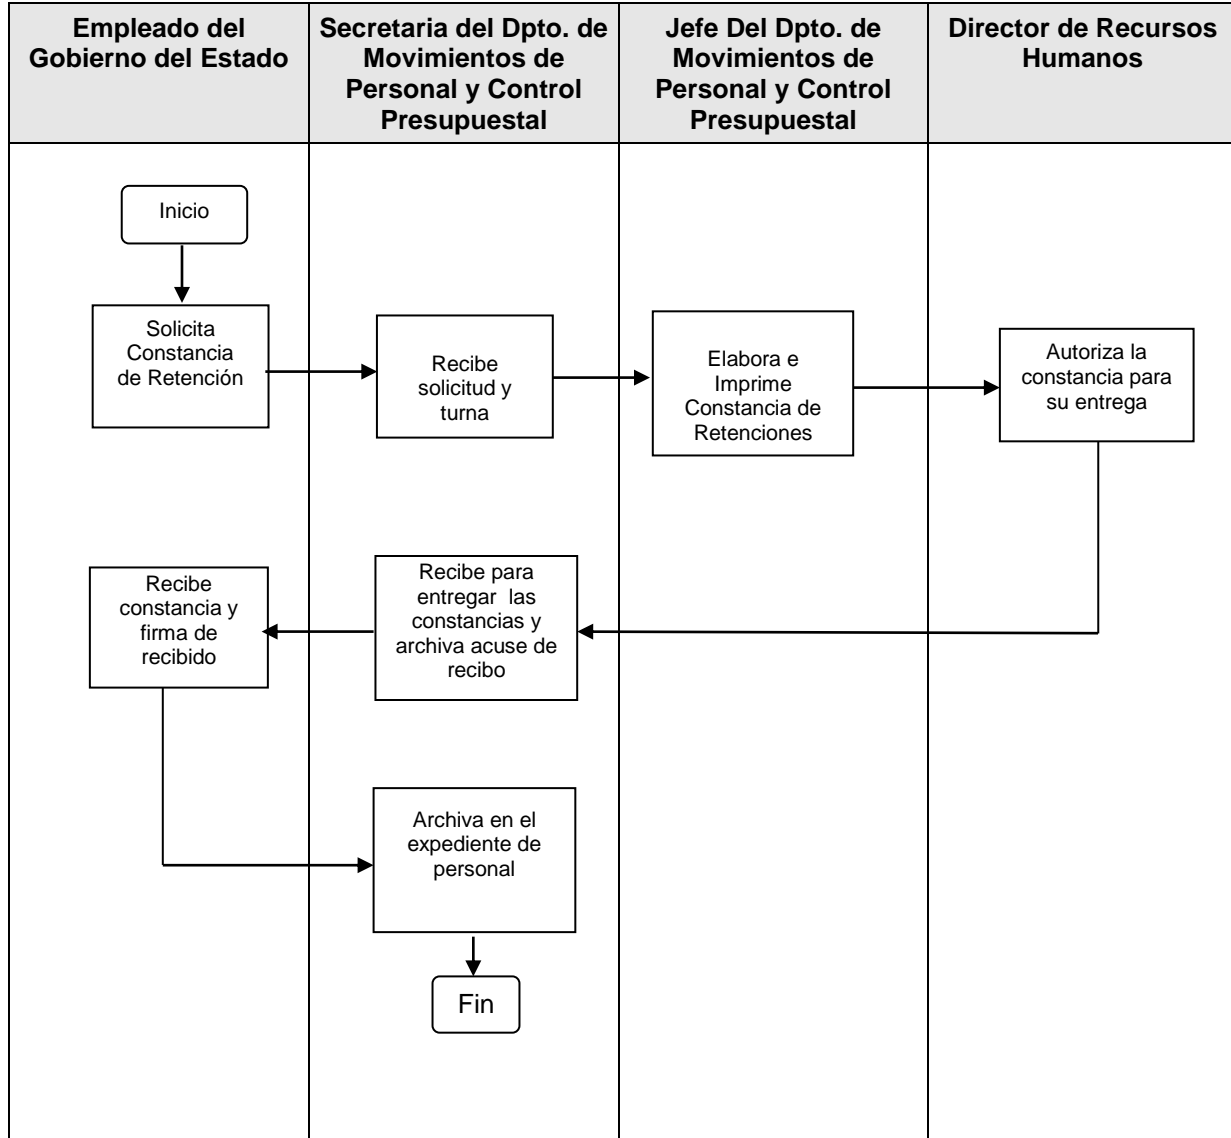 Empleado del
Gobierno del Estado
Secretaria del Dpto. de
Movimientos de
Personal y Control
Presupuestal
Jefe Del Dpto. de
Movimientos de
Personal y Control
Presupuestal
Director de Recursos
Humanos
Inicio
Solicita
Constancia
de Retención
Recibe
solicitud y
turna
Elabora e
Imprime
Constancia de
Retenciones
Autoriza la
constancia para
su entrega
Recibe
constancia y
firma de
recibido
Recibe para
entregar  las
constancias y
archiva acuse de
recibo
Archiva en el
expediente de
personal
Fin